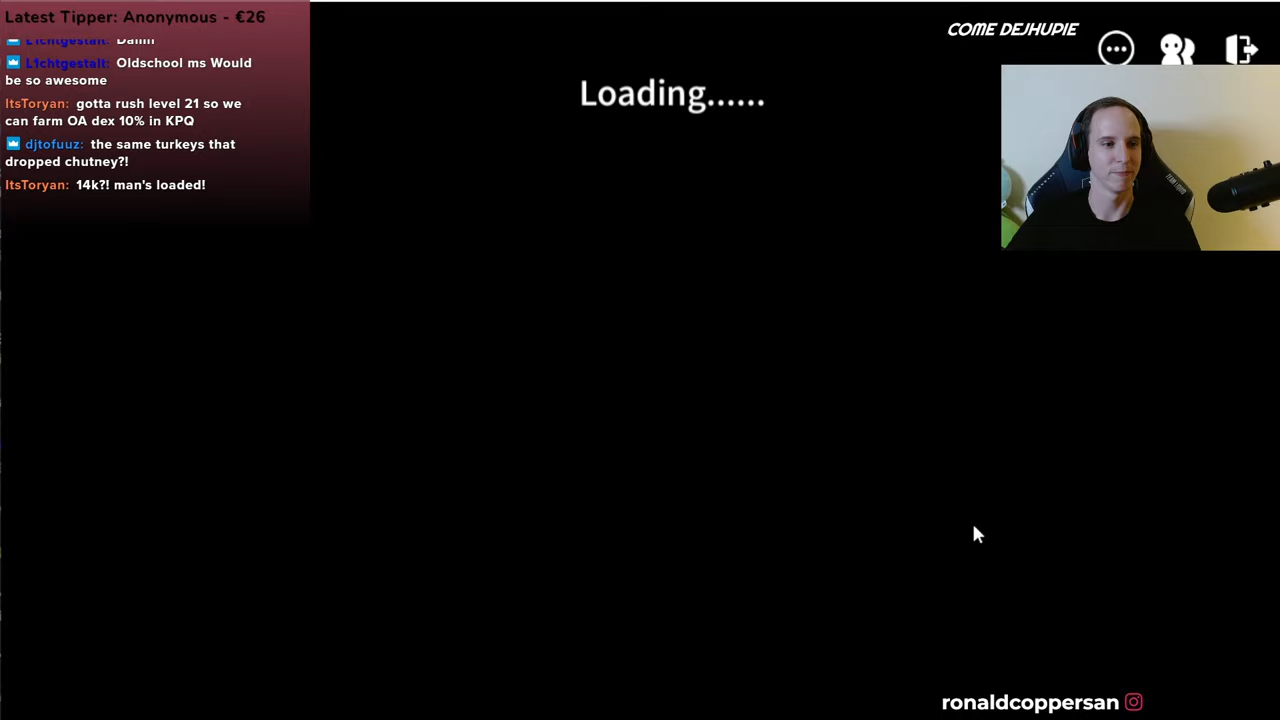 Latest Tipper: Anonymous - €26
L1chtgestalt: Damn
L1chtgestalt: Oldschool ms Would
be so awesome
ItsToryan: gotta rush level 21 so we
can farm OA dex 10% in KPQ
djtofuuz: the same turkeys that
dropped chutney?!
ItsToryan: 14k?! man's loaded!
Loading......
COME DEJHUPIE
ronaldcoppersan